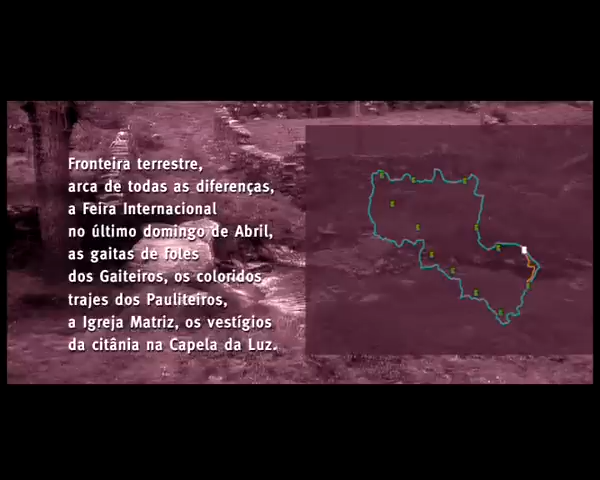 Fronteira terrestre,
arca de todas as diferenças,
a Feira Internacional
no último domingo de Abril,
as gaitas de foles
dos Gaiteiros, os coloridos
trajes dos Pauliteiros,
a Igreja Matriz, os vestígios
da citânia na Capela da Luz.